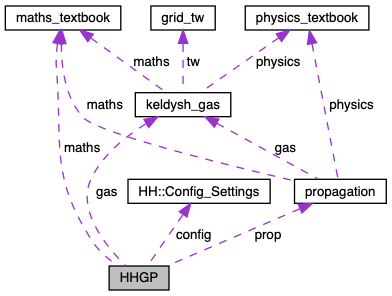 maths_textbook
grid_tw
physics_textbook
maths
tw
physics
keldysh_gas
maths
physics
maths
gas
gas
HH::Config_Settings
propagation
config
prop
HHGP